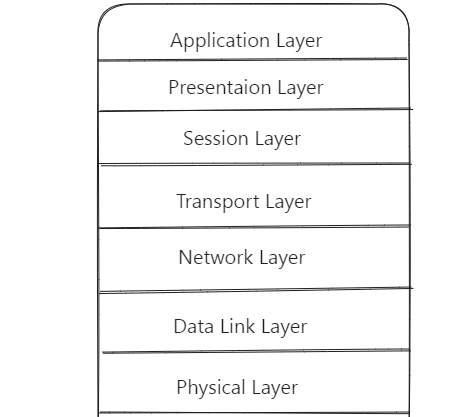 Application Layer
Presentaion Layer
Session Layer
Transport Layer
Network Layer
Data Link Layer
Physical Layer